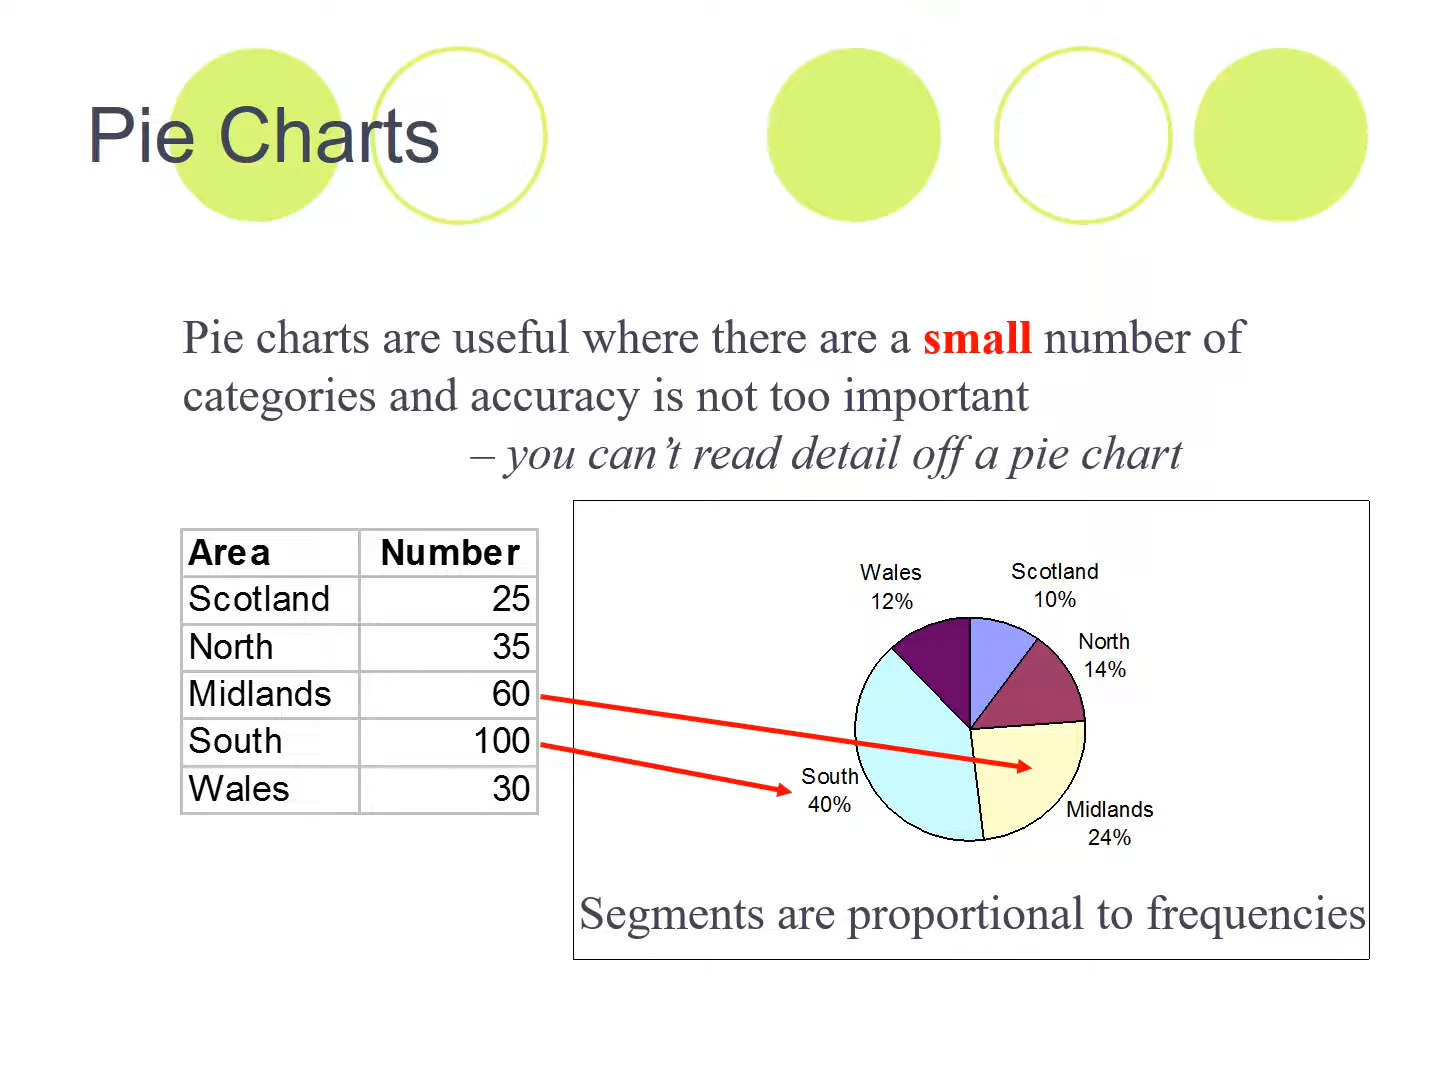 Pie Charts
Pie charts are useful where there are a small number of
categories and accuracy is not too important
– you can’t read detail off a pie chart
Area Number
Scotland 25
North 35
Midlands 60
South 100
Wales 30
Wales
12%
Scotland
10%
North
14%
South
40%
Midlands
24%
Segments are proportional to frequencies